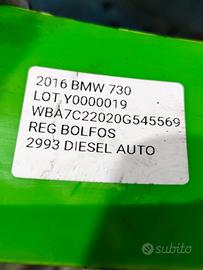 2016 BMW 730
LOT Y0000019
WBA7C22020G545569
REG BOLFOS
2993 DIESEL AUTO
subito